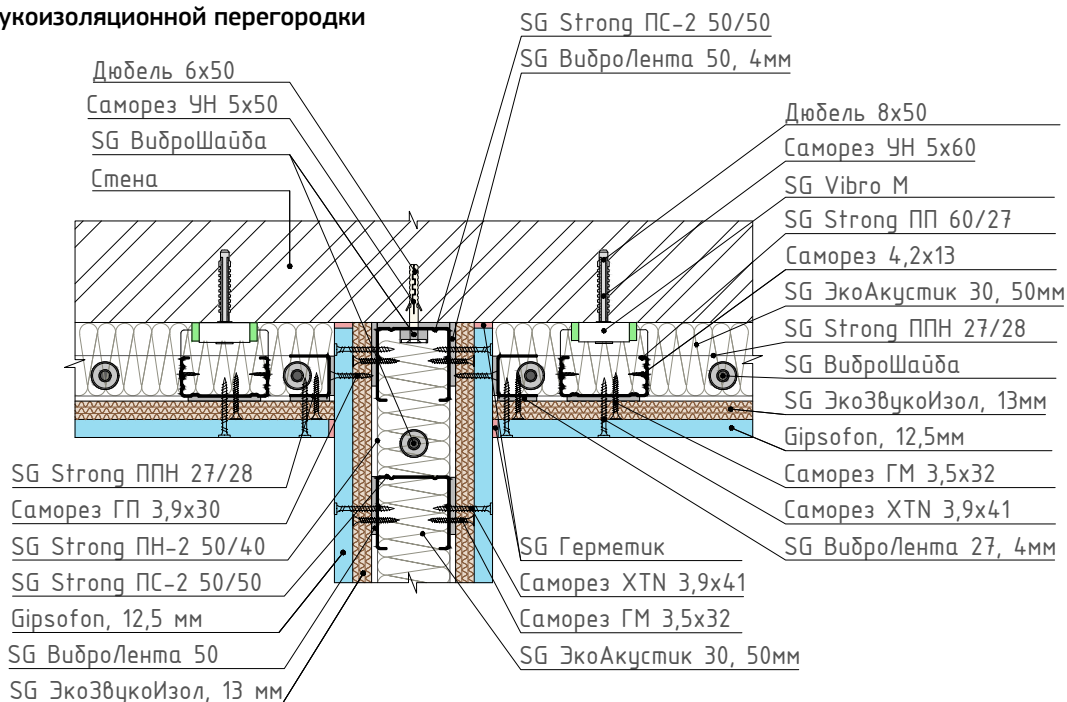 укоизоляционной перегородки
SG Strong ПС-2 50/50
SG ВиброЛента 50, 4мм
Дюбель 6х50
Саморез УН 5х50
SG ВиброШайба
Стена
Дюбель 8х50
Саморез УН 5х60
SG Vibro M
SG Strong ПП 60/27
Саморез 4,2х13
SG ЭкоАкустик 30, 50мм
SG Strong ППН 27/28
SG ВиброШайба
SG ЭкоЗвукоИзол, 13мм
Gipsofon, 12,5мм
Саморез ГМ 3,5х32
Саморез XTN 3,9х41
SG ВиброЛента 27, 4мм
SG Strong ППН 27/28
Саморез ГП 3,9х30
SG Strong ПН-2 50/40
SG Strong ПС-2 50/50
Gipsofon, 12,5 мм
SG ВиброЛента 50
SG ЭкоЗвукоИзол, 13 мм
SG Герметик
Саморез XTN 3,9х41
Саморез ГМ 3,5х32
SG ЭкоАкустик 30, 50мм